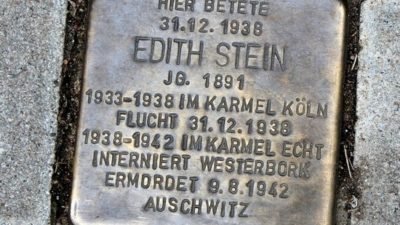 HIER BETETE
31.12. 1938
EDITH STEIN
JG. 1891
1933-1938 IM KARMEL KÖLN
FLUCHT 31.12.1938
1938-1942 IM KARMEL ECHT
INTERNIERT WESTERBORK
ERMORDET 9.8.1942
AUSCHWITZ